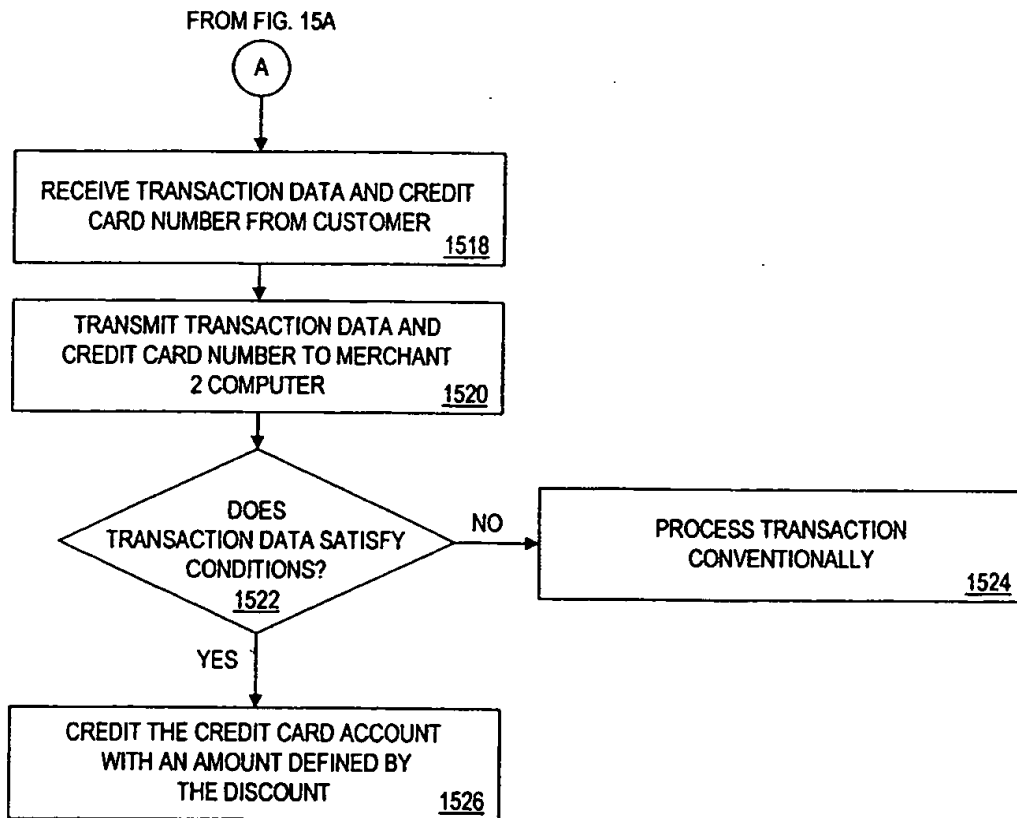 FROM FIG. 15A
A
RECEIVE TRANSACTION DATA AND CREDIT
CARD NUMBER FROM CUSTOMER
1518
TRANSMIT TRANSACTION DATA AND
CREDIT CARD NUMBER TO MERCHANT
2 COMPUTER
1520
DOES
TRANSACTION DATA SATISFY
CONDITIONS?
1522
NO
PROCESS TRANSACTION
CONVENTIONALLY
1524
YES
CREDIT THE CREDIT CARD ACCOUNT
WITH AN AMOUNT DEFINED BY
THE DISCOUNT
1526